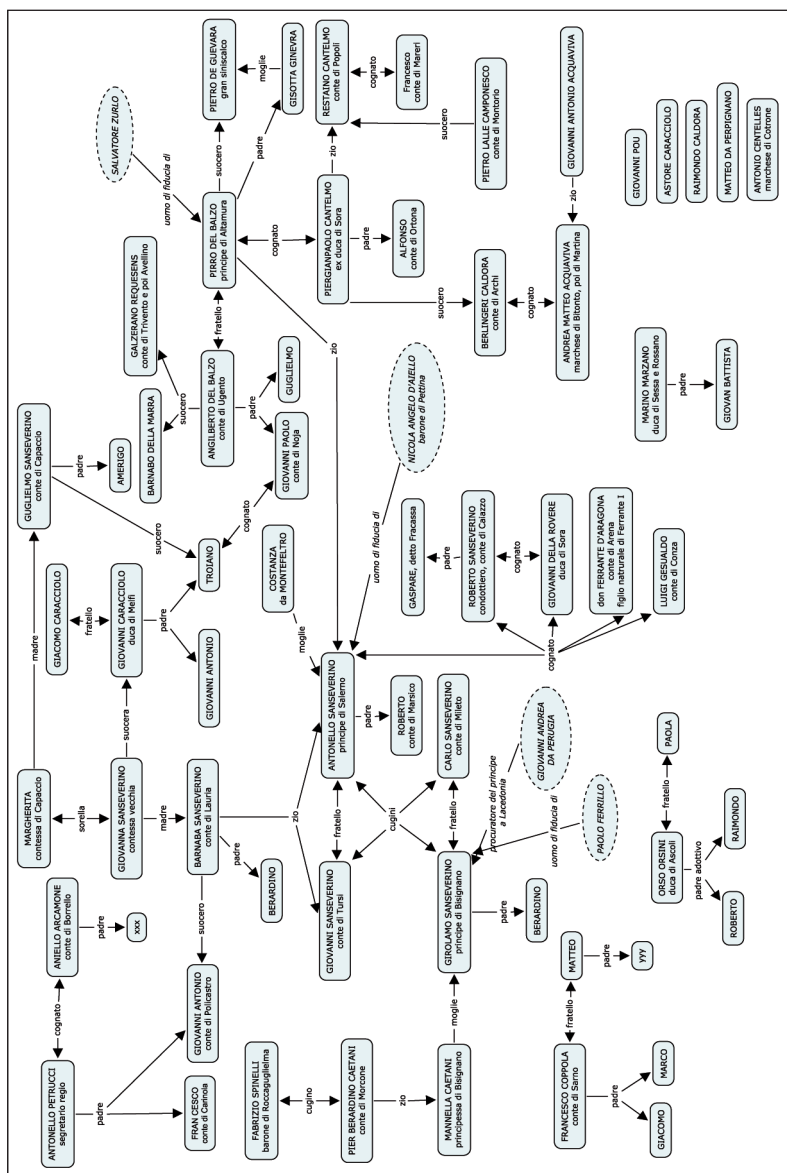 ANTONELLO PETRUCCI
segretario regio
cognato
ANIELLO ARCAMONE
conte di Borrello
padre
xxx
padre
FRAN CESCO
conte di Carinola
GIOVANNI ANTONIO
conte di Policastro
suocero
MARGHERITA
contessa di Capaccio
madre
GUGLIELMO SANSEVERINO
conte di Capaccio
padre
AMERIGO
suocero
sorella
GIOVANNA SANSEVERINO
contessa vecchia
suocera
GIOVANNI CARACCIOLO
duca di Melfi
fratello
GIACOMO CARACCIOLO
padre
GIOVANNI ANTONIO
TROIANO
cognato
madre
BARNABA SANSEVERINO
conte di Lauria
padre
BERARDINO
zio
GALZERANO REQUESENS
conte di Trivento e poi Avellino
BARNABO DELLA MARRA
suocero
ANGILBERTO DEL BALZO
conte di Ugento
padre
GUGLIELMO
GIOVANNI PAOLO
conte di Noja
fratello
SALVATORE ZURLO
uomo di fiducia di
PIRRO DEL BALZO
principe di Altamura
suocero
PIETRO DE GUEVARA
gran siniscalco
moglie
GISOTTA GINEVRA
padre
cognato
zio
PIERGIANPAOLO CANTELMO
ex duca di Sora
zio
RESTAINO CANTELMO
conte di Popoli
cognato
Francesco
conte di Mareri
padre
ALFONSO
conte di Ortona
suocero
PIETRO LALLE CAMPONESCO
conte di Montorio
suocero
BERLINGERI CALDORA
conte di Archi
cognato
ANDREA MATTEO ACQUAVIVA
marchese di Bitonto, poi di Martina
zio
GIOVANNI ANTONIO ACQUAVIVA
FABRIZIO SPINELLI
barone di Roccaguglielma
cugino
PIER BERARDINO CAETANI
conte di Morcone
zio
MANNELLA CAETANI
principessa di Bisignano
moglie
GIOVANNI SANSEVERINO
conte di Tursi
fratello
ANTONELLO SANSEVERINO
principe di Salerno
moglie
COSTANZA
da MONTEFELTRO
padre
ROBERTO
conte di Marsico
cugini
GIROLAMO SANSEVERINO
principe di Bisignano
fratello
CARLO SANSEVERINO
conte di Mileto
padre
BERARDINO
procuratore del principe
a Lacedonia
GIOVANNI ANDREA
DA PERUGIA
uomo di fiducia di
PAOLO FERRILLO
uomo di fiducia di
NICOLA ANGELO D'AIELLO
barone di Pettina
cognato
GASPARE, detto Fracassa
padre
ROBERTO SANSEVERINO
condottiero, conte di Caiazzo
cognato
GIOVANNI DELLA ROVERE
duca di Sora
don FERRANTE D'ARAGONA
conte di Arena
figlio natrurale di Ferrante I
LUIGI GESUALDO
conte di Conza
FRANCESCO COPPOLA
conte di Sarno
fratello
MATTEO
padre
YYY
padre
GIACOMO
MARCO
ORSO ORSINI
duca di Ascoli
fratello
PAOLA
padre adottivo
ROBERTO
RAIMONDO
MARINO MARZANO
duca di Sessa e Rossano
padre
GIOVAN BATTISTA
GIOVANNI POU
ASTORE CARACCIOLO
RAIMONDO CALDORA
MATTEO DA PERPIGNANO
ANTONIO CENTELLES
marchese di Cotrone